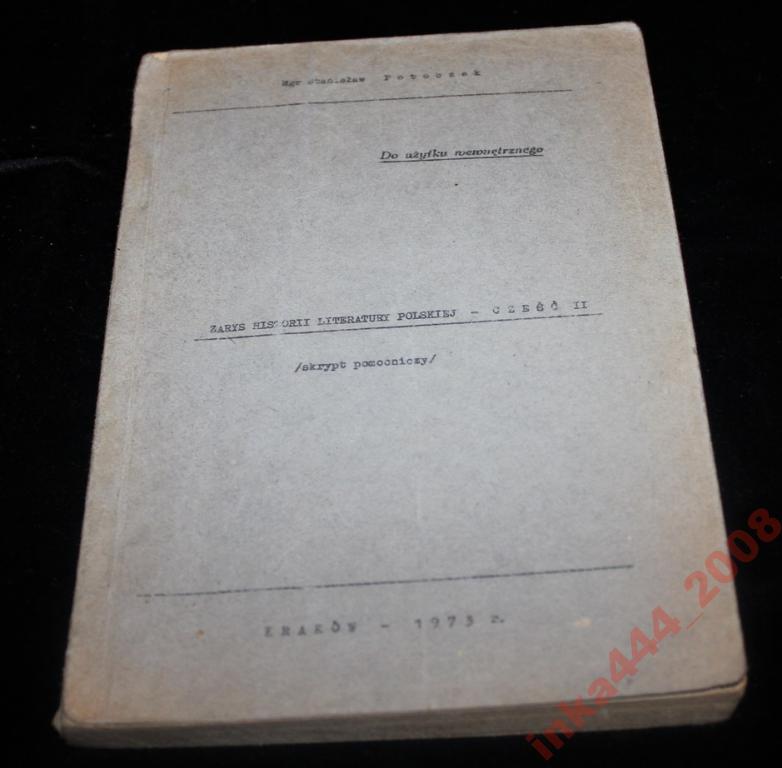 Mgr Stanisław Potoczek
Do użytku wewnętrznego
ZARYS HISTORII LITERATURY POLSKIEJ - CZĘŚĆ II
/skrypt pomocniczy/
KRAKÓW - 1973 r.
inka444_2008